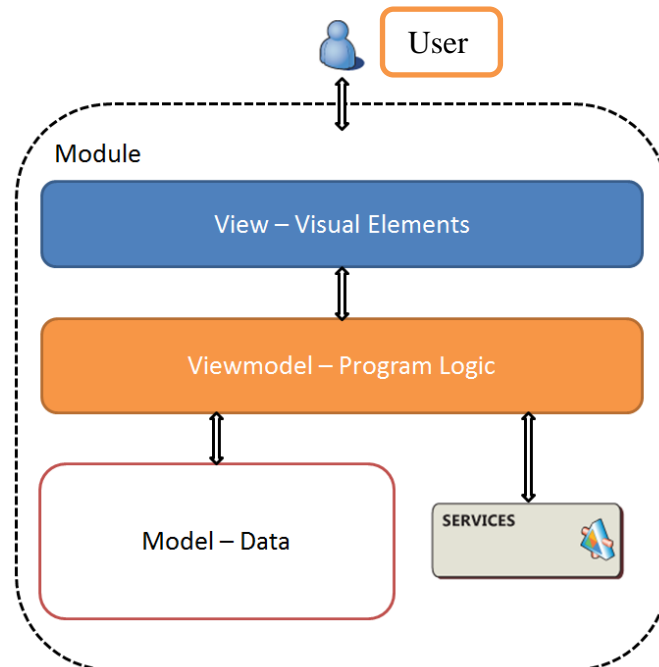 User
Module
View – Visual Elements
Viewmodel – Program Logic
Model – Data
SERVICES